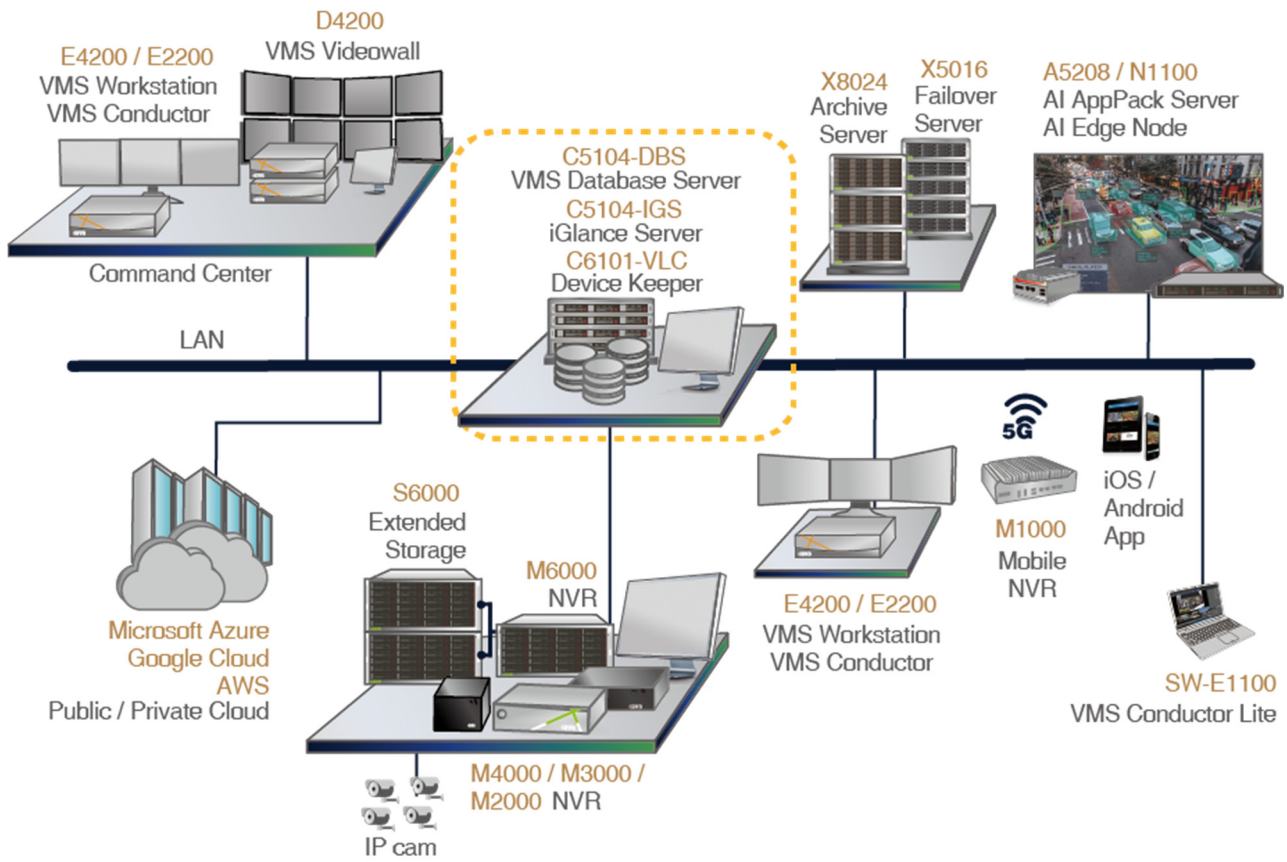 D4200
VMS Videowall
E4200 / E2200
VMS Workstation
VMS Conductor
Command Center
C5104-DBS
VMS Database Server
C5104-IGS
iGlance Server
C6101-VLC
Device Keeper
X8024
Archive
Server
X5016
Failover
Server
A5208 / N1100
AI AppPack Server
AI Edge Node
LAN
Microsoft Azure
Google Cloud
AWS
Public / Private Cloud
S6000
Extended
Storage
M6000
NVR
M4000 / M3000 /
M2000 NVR
IP cam
E4200 / E2200
VMS Workstation
VMS Conductor
5G
M1000
Mobile
NVR
iOS /
Android
App
SW-E1100
VMS Conductor Lite